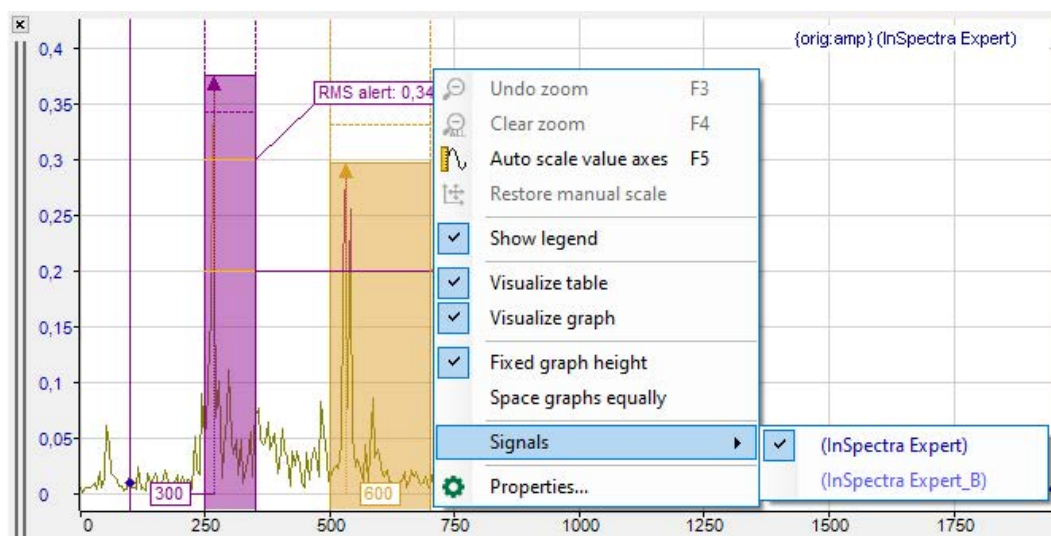 {orig:amp} (InSpectra Expert)
0,4
0,35
0,3
0,25
0,2
0,15
0,1
0,05
0
RMS alert: 0,34
300
600
0
250
500
750
1000
1250
1500
1750
Undo zoom F3
Clear zoom F4
Auto scale value axes F5
Restore manual scale
Show legend
Visualize table
Visualize graph
Fixed graph height
Space graphs equally
Signals
Properties...
(InSpectra Expert)
(InSpectra Expert_B)